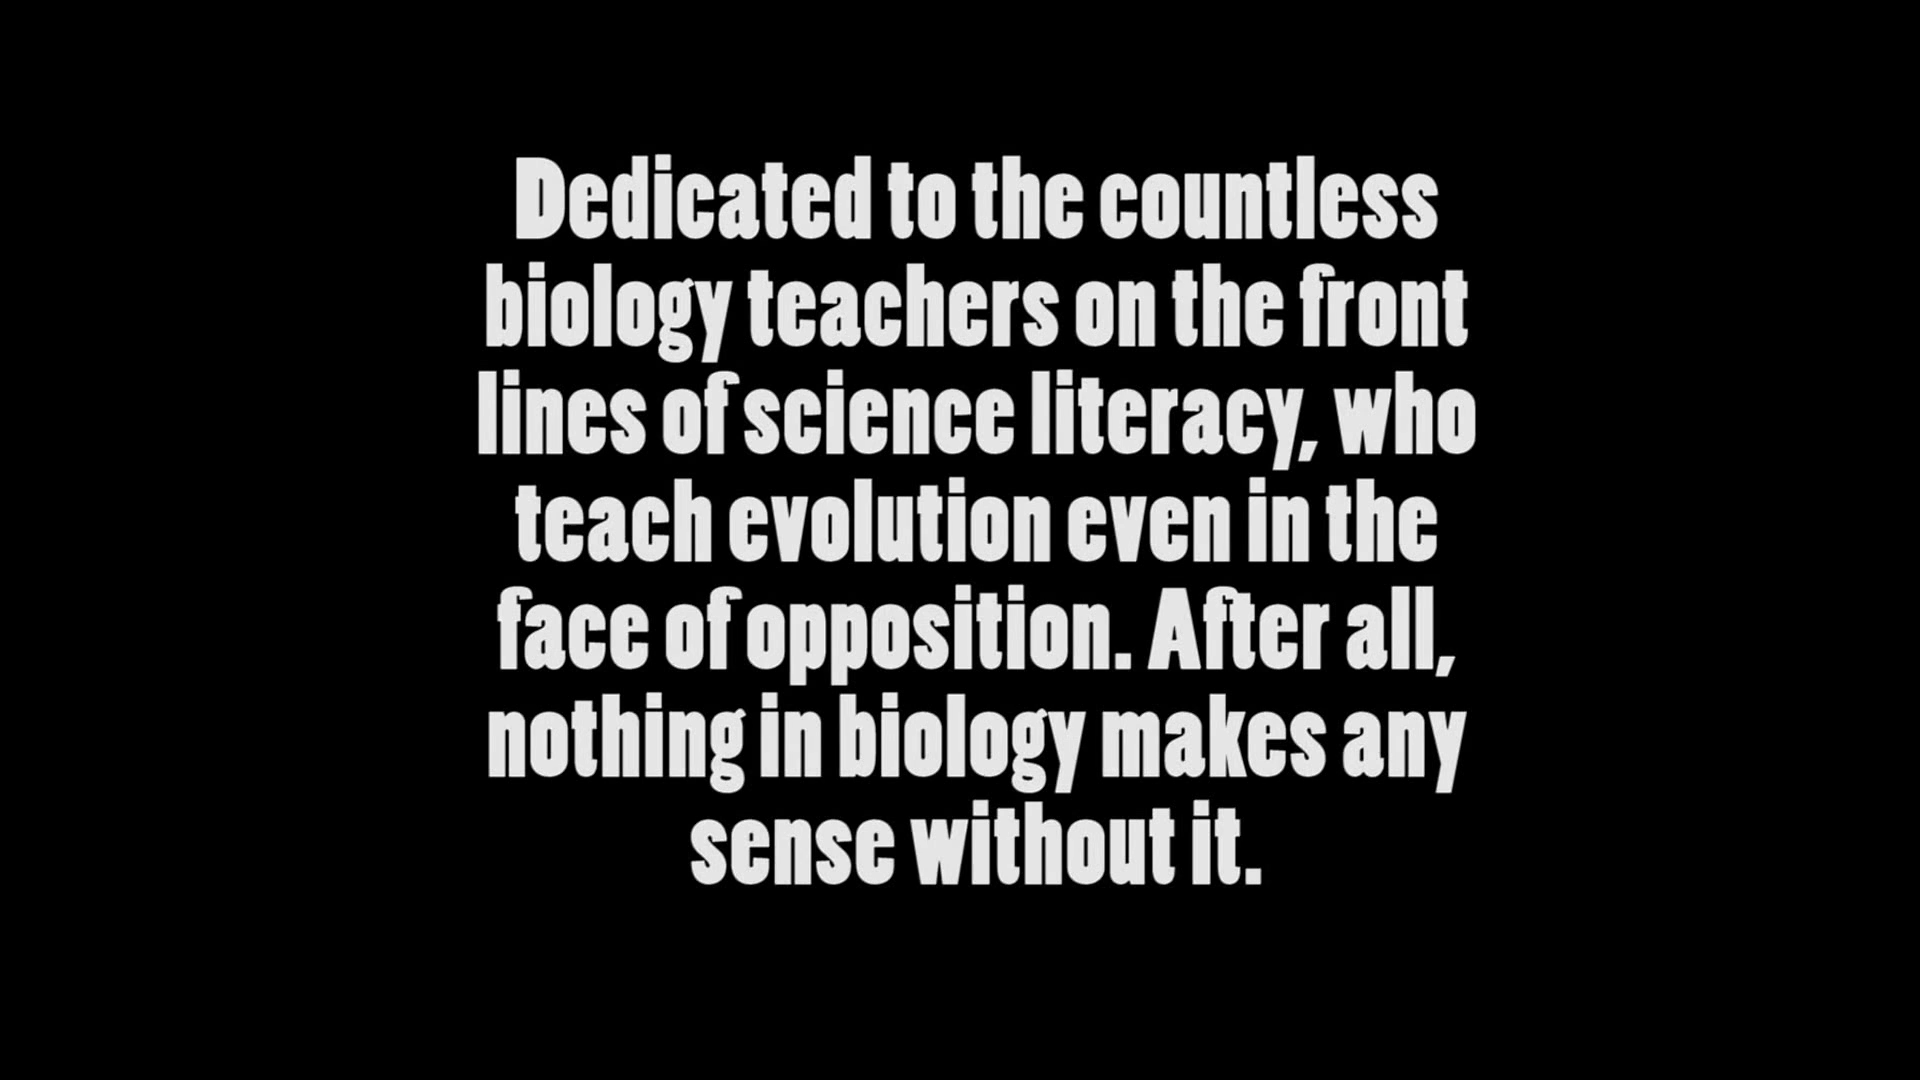 Dedicated to the countless
biology teachers on the front
lines of science literacy, who
teach evolution even in the
face of opposition. After all,
nothing in biology makes any
sense without it.